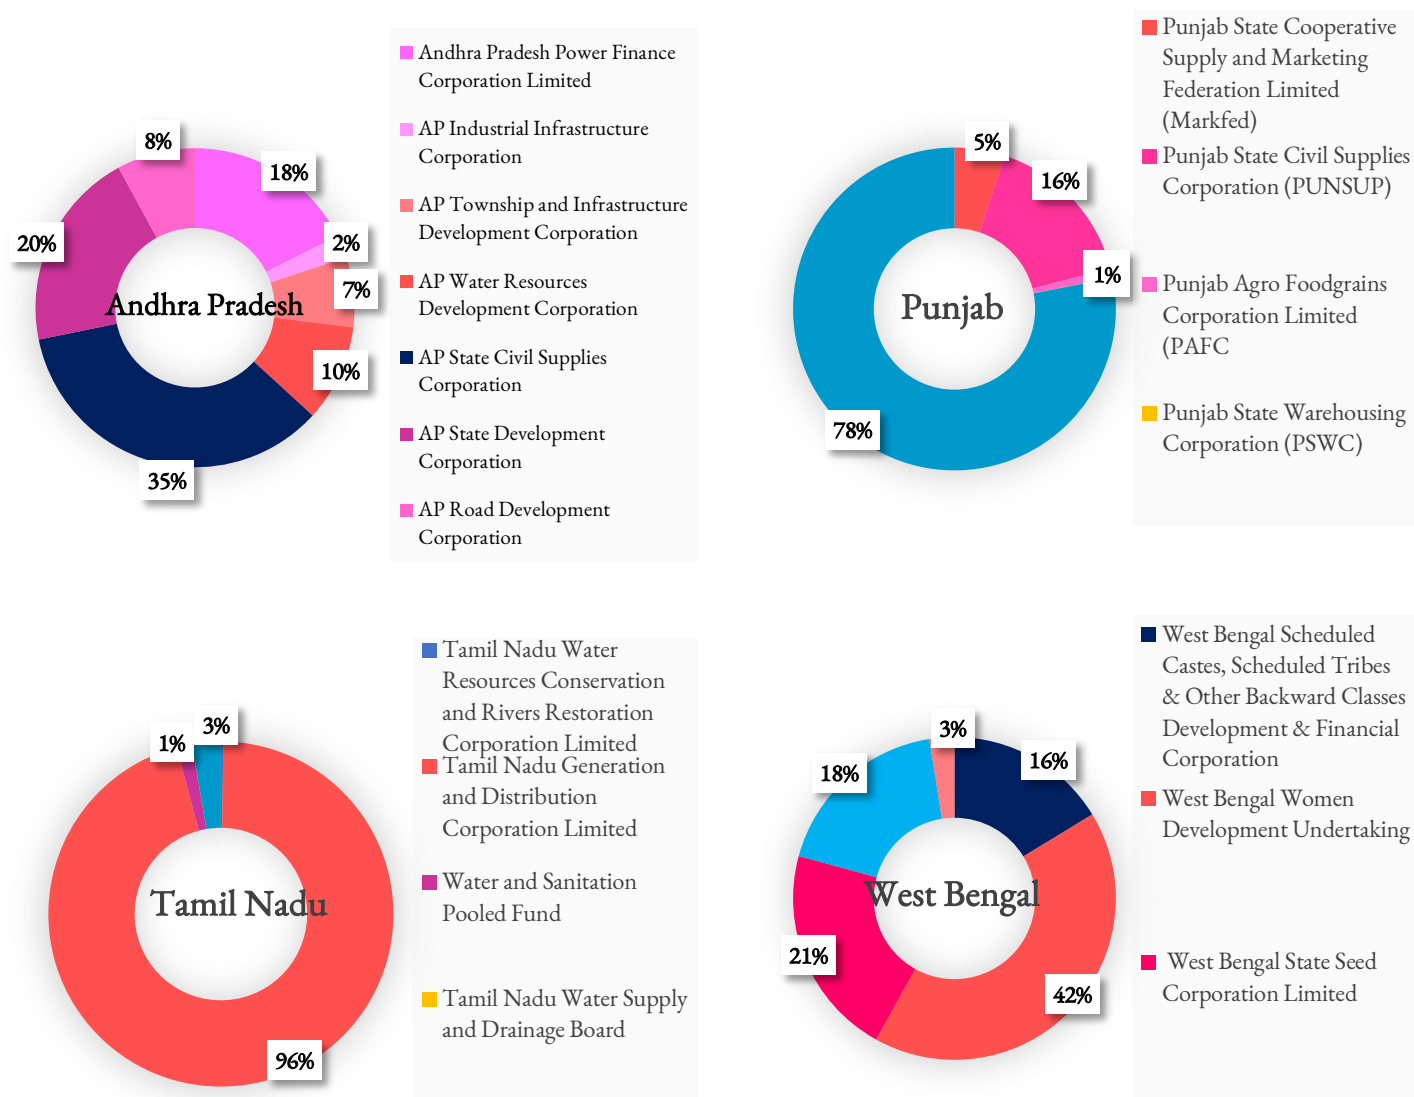 Andhra Pradesh Power Finance
Corporation Limited
AP Industrial Infrastructure
Corporation
AP Township and Infrastructure
Development Corporation
AP Water Resources
Development Corporation
AP State Civil Supplies
Corporation
AP State Development
Corporation
AP Road Development
Corporation
8%
18%
2%
7%
10%
35%
20%
Andhra Pradesh
Punjab State Cooperative
Supply and Marketing
Federation Limited
(Markfed)
Punjab State Civil Supplies
Corporation (PUNSUP)
Punjab Agro Foodgrains
Corporation Limited
(PAFC
Punjab State Warehousing
Corporation (PSWC)
5%
16%
1%
78%
Punjab
Tamil Nadu Water
Resources Conservation
and Rivers Restoration
Corporation Limited
Tamil Nadu Generation
and Distribution
Corporation Limited
Water and Sanitation
Pooled Fund
Tamil Nadu Water Supply
and Drainage Board
3%
1%
96%
Tamil Nadu
West Bengal Scheduled
Castes, Scheduled Tribes
& Other Backward Classes
Development & Financial
Corporation
West Bengal Women
Development Undertaking
West Bengal State Seed
Corporation Limited
3%
16%
18%
21%
42%
West Bengal